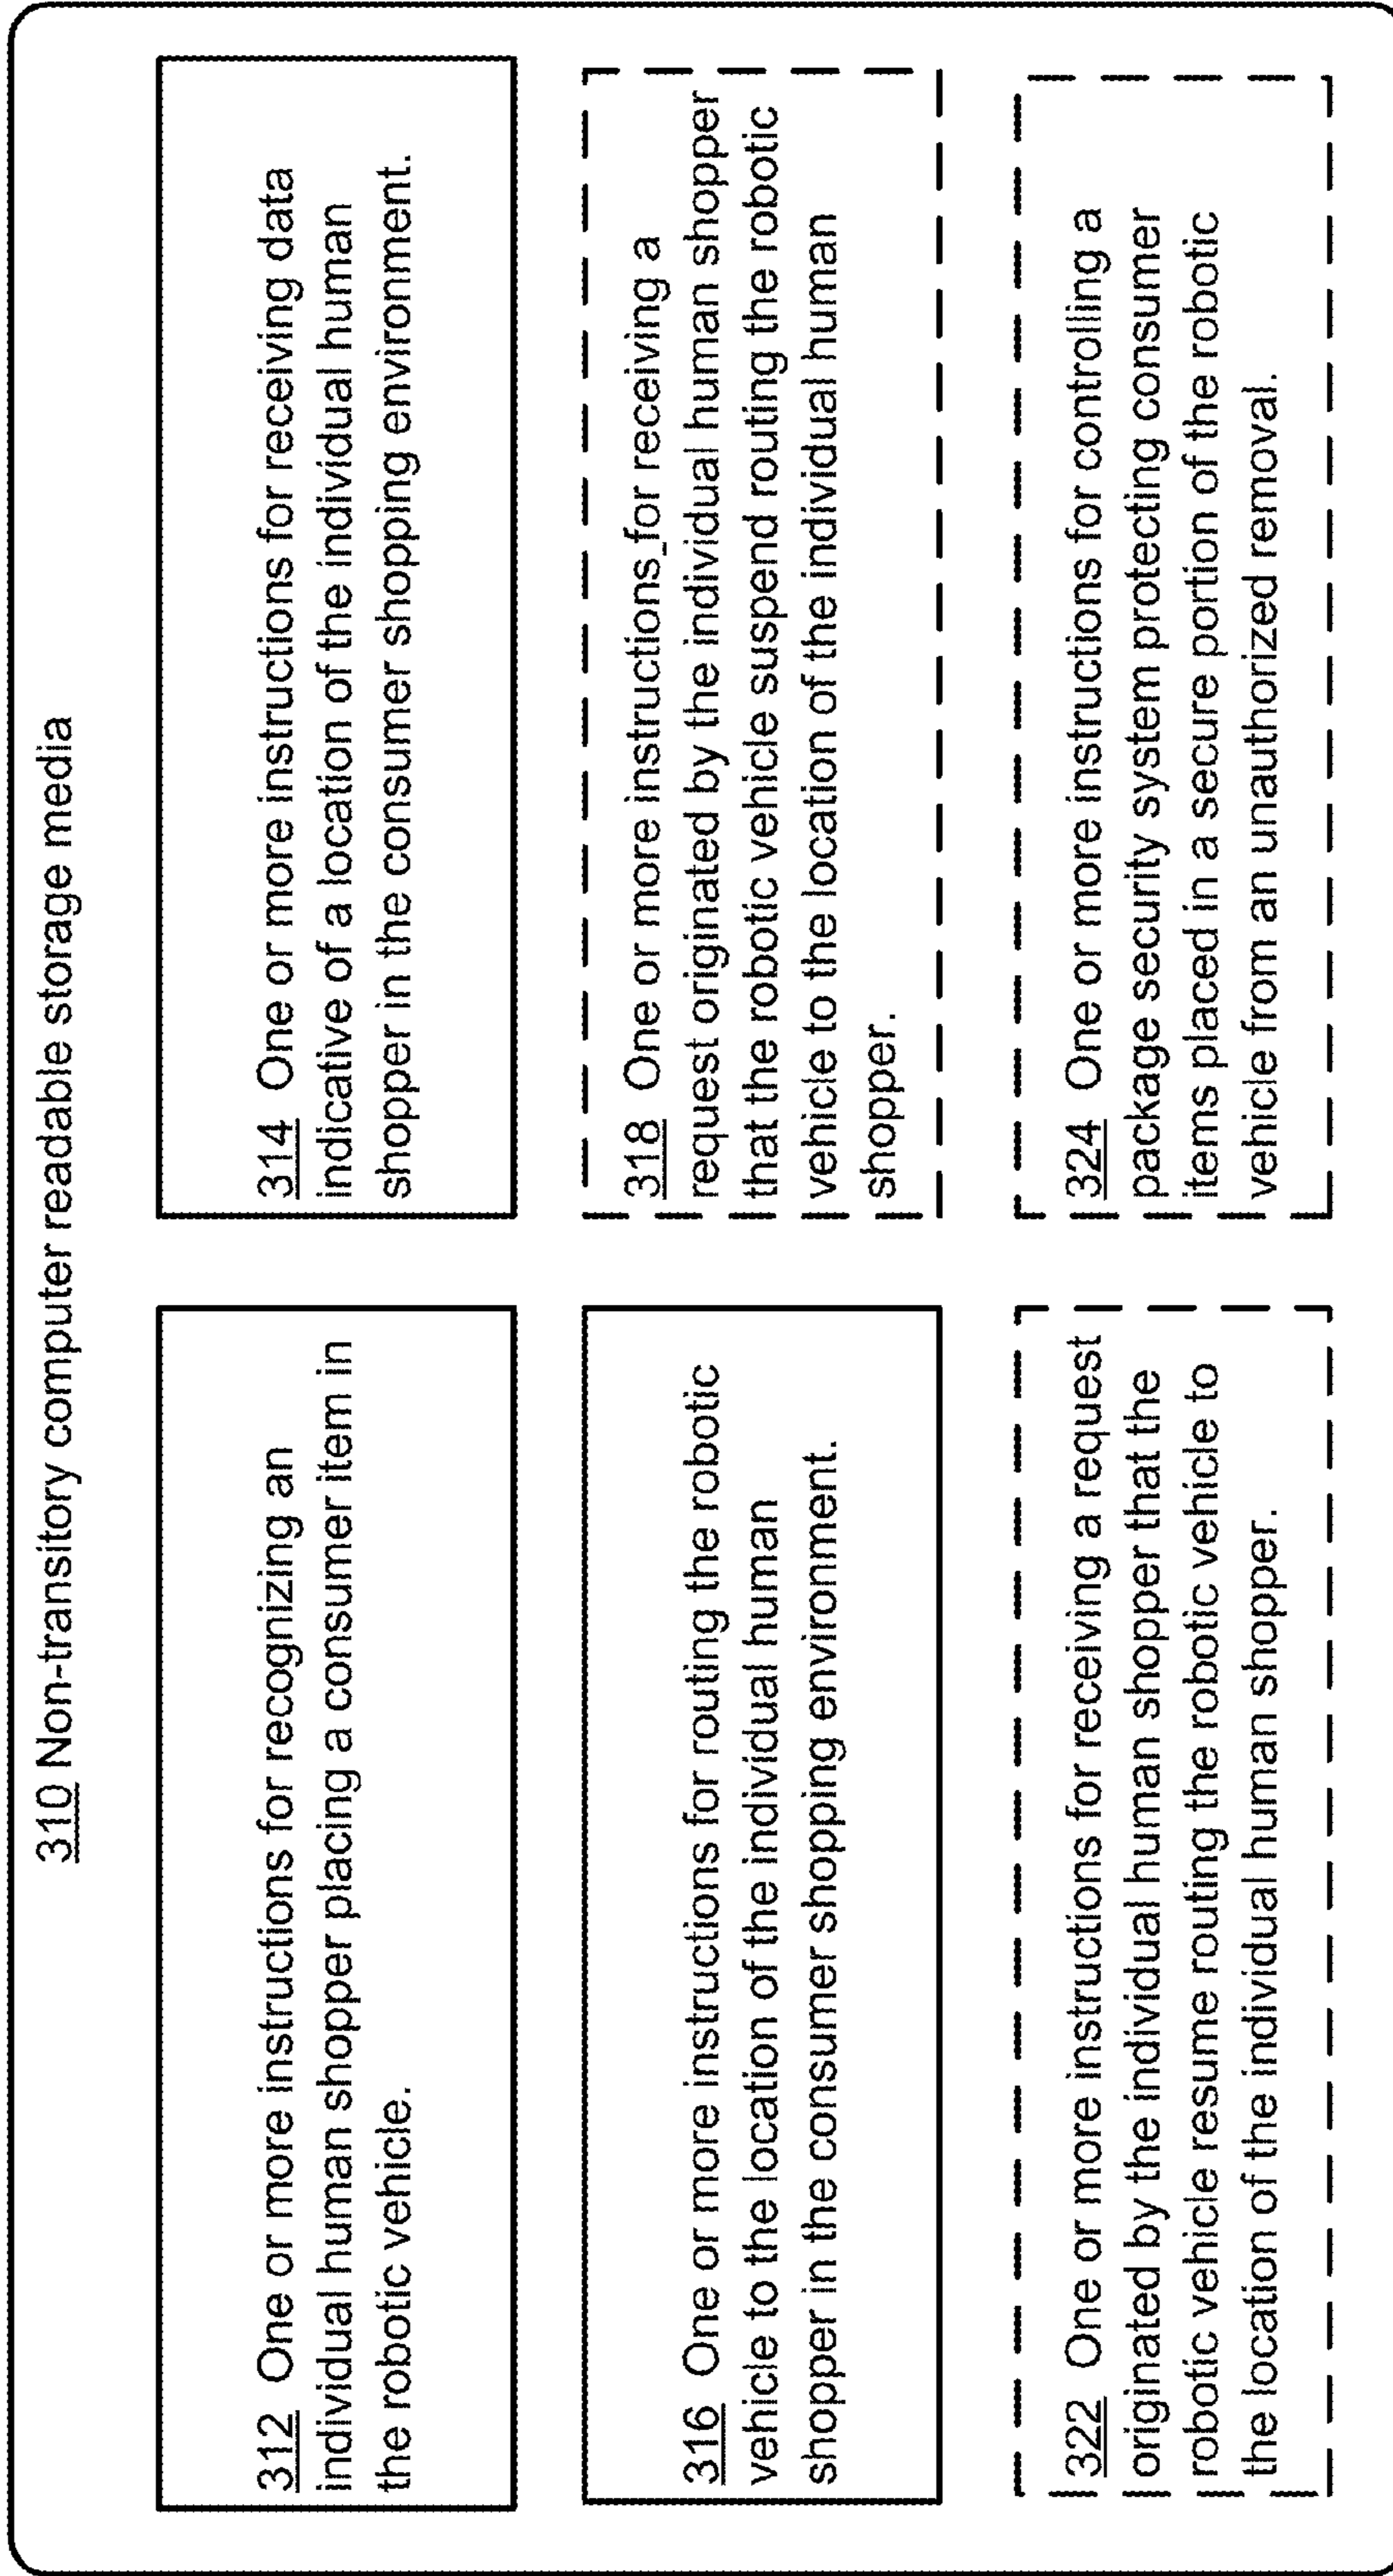 310 Non-transitory computer readable storage media
312 One or more instructions for recognizing an
individual human shopper placing a consumer item in
the robotic vehicle.
314 One or more instructions for receiving data
indicative of a location of the individual human
shopper in the consumer shopping environment.
316 One or more instructions for routing the robotic
vehicle to the location of the individual human
shopper in the consumer shopping environment.
318 One or more instructions for receiving a
request originated by the individual human shopper
that the robotic vehicle suspend routing the robotic
vehicle to the location of the individual human
shopper.
322 One or more instructions for receiving a request
originated by the individual human shopper that the
robotic vehicle resume routing the robotic vehicle to
the location of the individual human shopper.
324 One or more instructions for controlling a
package security system protecting consumer
items placed in a secure portion of the robotic
vehicle from an unauthorized removal.